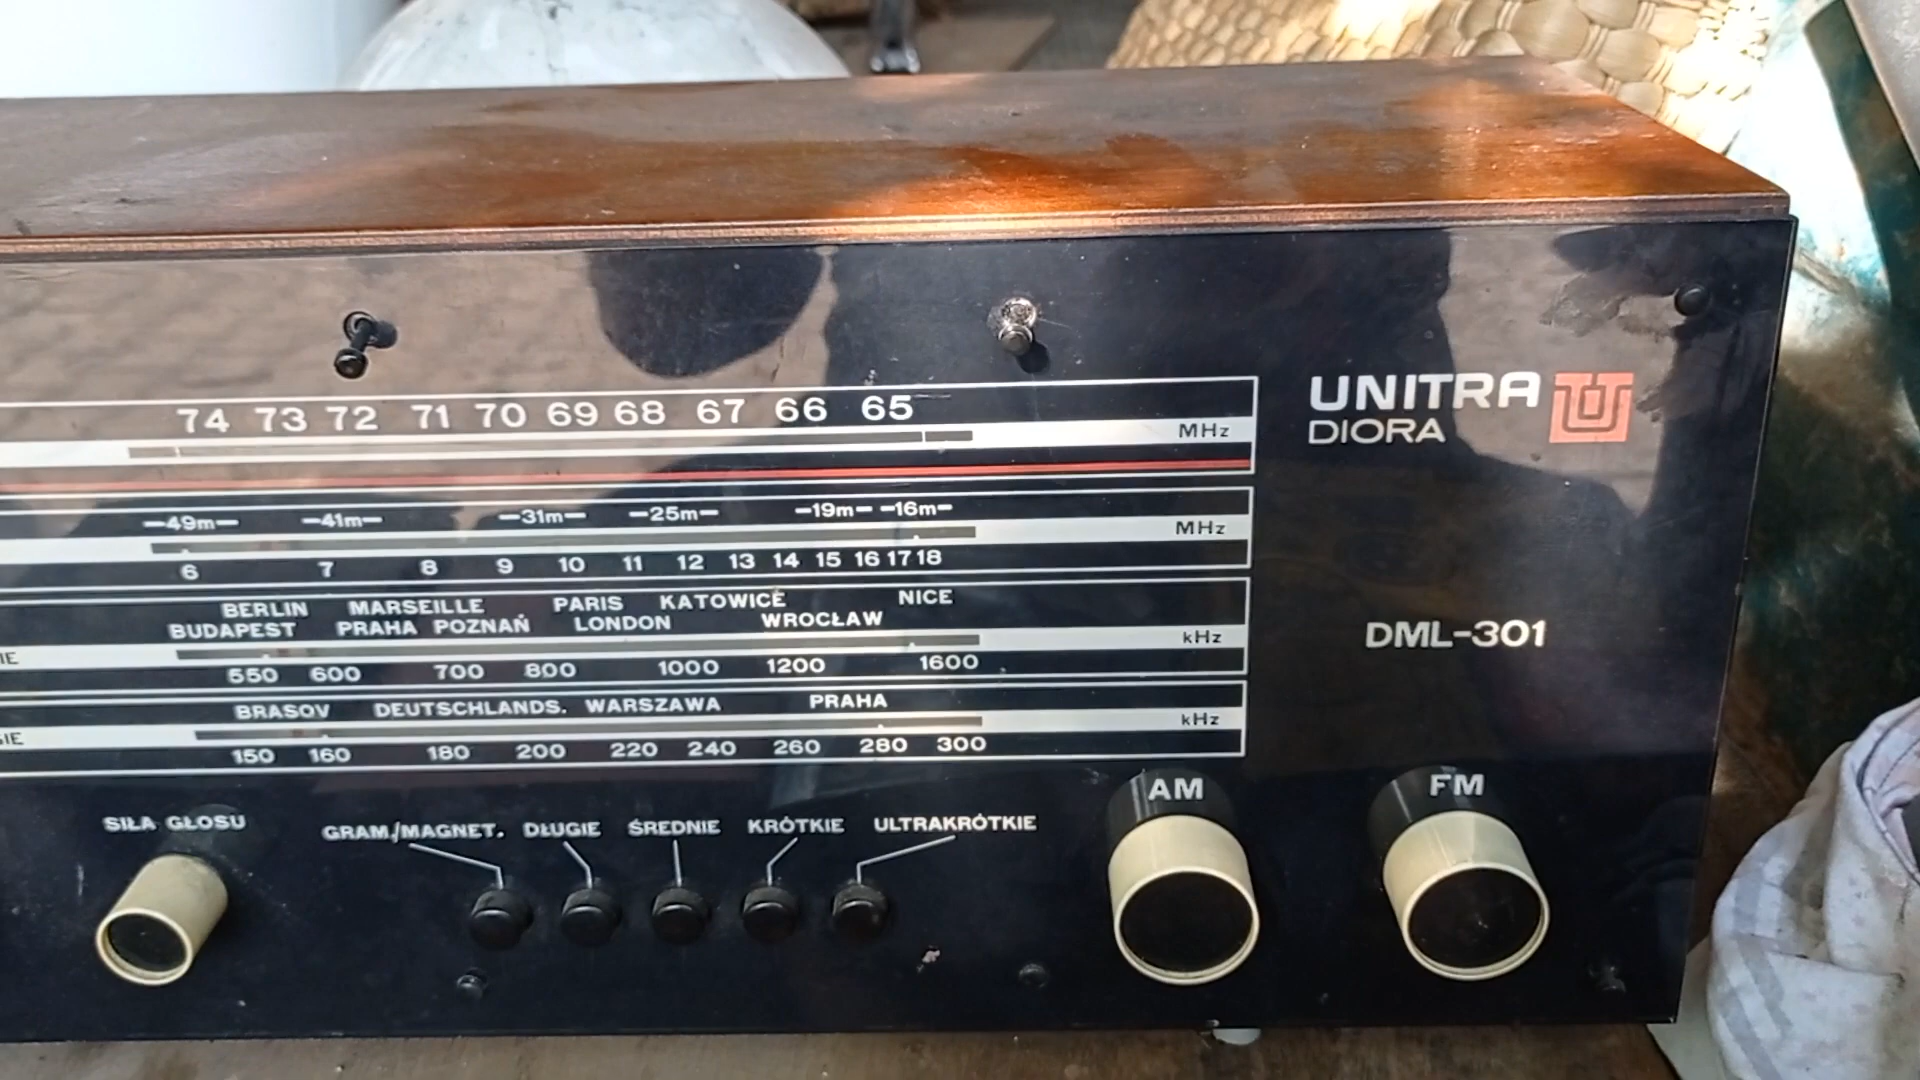 74 73 72 71 70 69 68 67 66 65
MHz
UNITRA
DIORA
-49m- -41m- -31m- -25m- -19m- -16m-
MHz
6 7 8 9 10 11 12 13 14 15 16 17 18
BERLIN MARSEILLE PARIS KATOWICE NICE
BUDAPEST PRAHA POZNAŃ LONDON WROCŁAW
IE kHz
550 600 700 800 1000 1200 1600
DML-301
BRASOV DEUTSCHLANDS. WARSZAWA PRAHA
GIE kHz
150 160 180 200 220 240 260 280 300
AM FM
SIŁA GŁOSU GRAM./MAGNET. DŁUGIE ŚREDNIE KRÓTKIE ULTRAKRÓTKIE